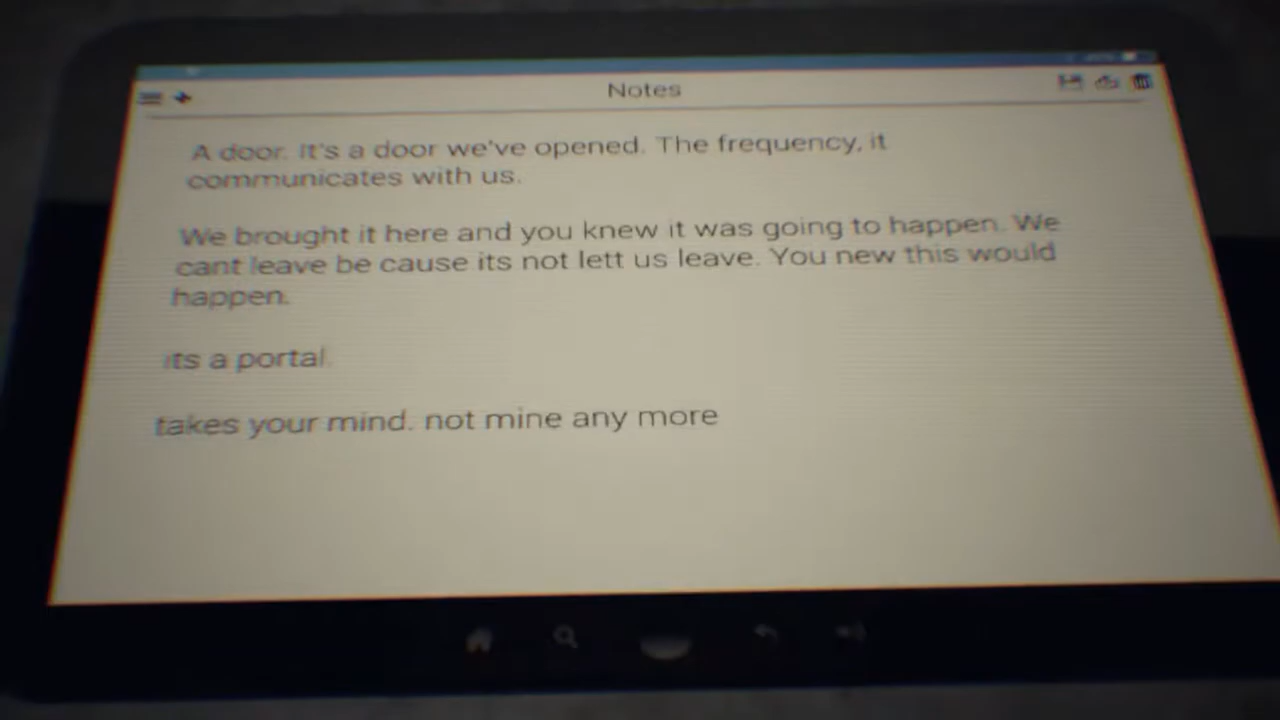 Notes
A door. It's a door we've opened. The frequency, it
communicates with us.
We brought it here and you knew it was going to happen. We
cant leave be cause its not lett us leave. You new this would
happen.
its a portal.
takes your mind. not mine any more